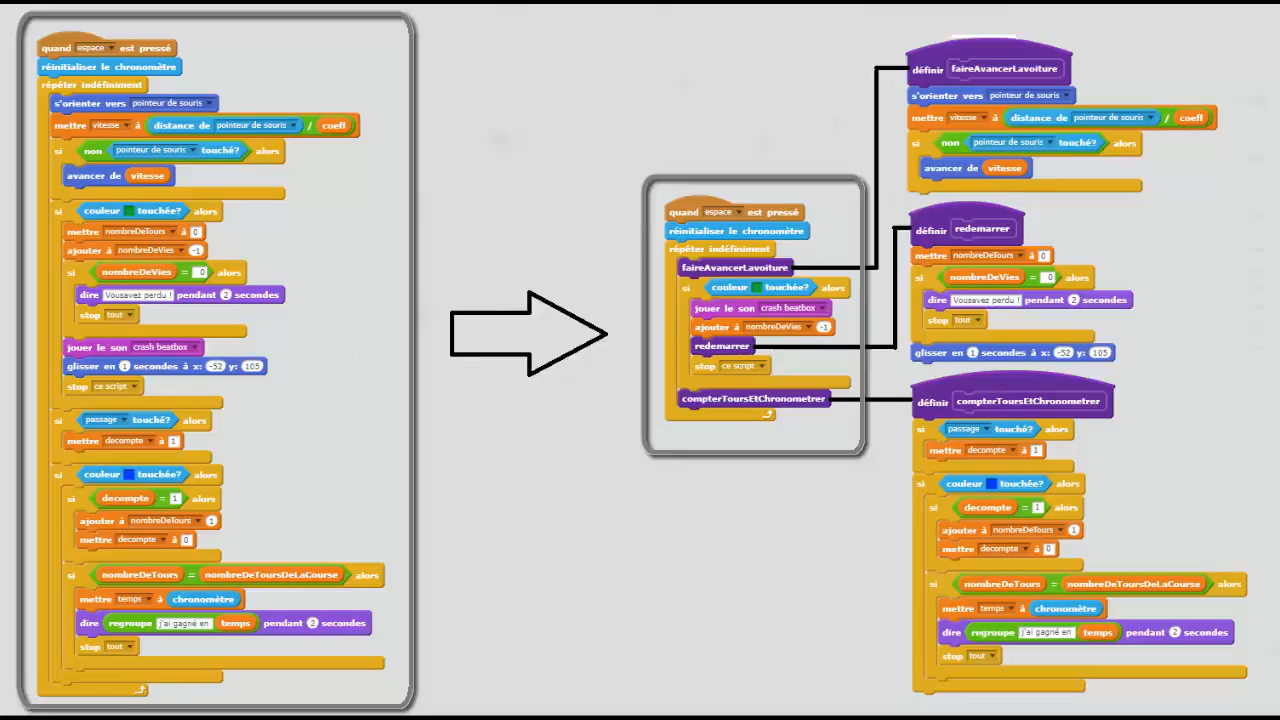 quand espace est pressé
réinitialiser le chronomètre
répéter indéfiniment
s'orienter vers pointeur de souris
mettre vitesse à distance de pointeur de souris / coeff
si non pointeur de souris touché? alors
avancer de vitesse
si couleur touchée? alors
mettre nombreDeTours à 0
ajouter à nombreDeVies -1
si nombreDeVies = 0 alors
dire Vousavez perdu ! pendant 2 secondes
stop tout
jouer le son crash beatbox
glisser en 1 secondes à x: -52 y: 105
stop ce script
si passage touché? alors
mettre decompte à 1
si couleur touchée? alors
si decompte = 1 alors
ajouter à nombreDeTours 1
mettre decompte à 0
si nombreDeTours = nombreDeToursDeLaCourse alors
mettre temps à chronomètre
dire regroupe j'ai gagné en temps pendant 2 secondes
stop tout
quand espace est pressé
réinitialiser le chronomètre
répéter indéfiniment
faireAvancerLavoiture
si couleur touchée? alors
jouer le son crash beatbox
ajouter à nombreDeVies -1
redemarrer
stop ce script
compterToursEtChronometrer
définir faireAvancerLavoiture
s'orienter vers pointeur de souris
mettre vitesse à distance de pointeur de souris / coeff
si non pointeur de souris touché? alors
avancer de vitesse
définir redemarrer
mettre nombreDeTours à 0
si nombreDeVies = 0 alors
dire Vousavez perdu ! pendant 2 secondes
stop tout
glisser en 1 secondes à x: -52 y: 105
définir compterToursEtChronometrer
si passage touché? alors
mettre decompte à 1
si couleur touchée? alors
si decompte = 1 alors
ajouter à nombreDeTours 1
mettre decompte à 0
si nombreDeTours = nombreDeToursDeLaCourse alors
mettre temps à chronomètre
dire regroupe j'ai gagné en temps pendant 2 secondes
stop tout